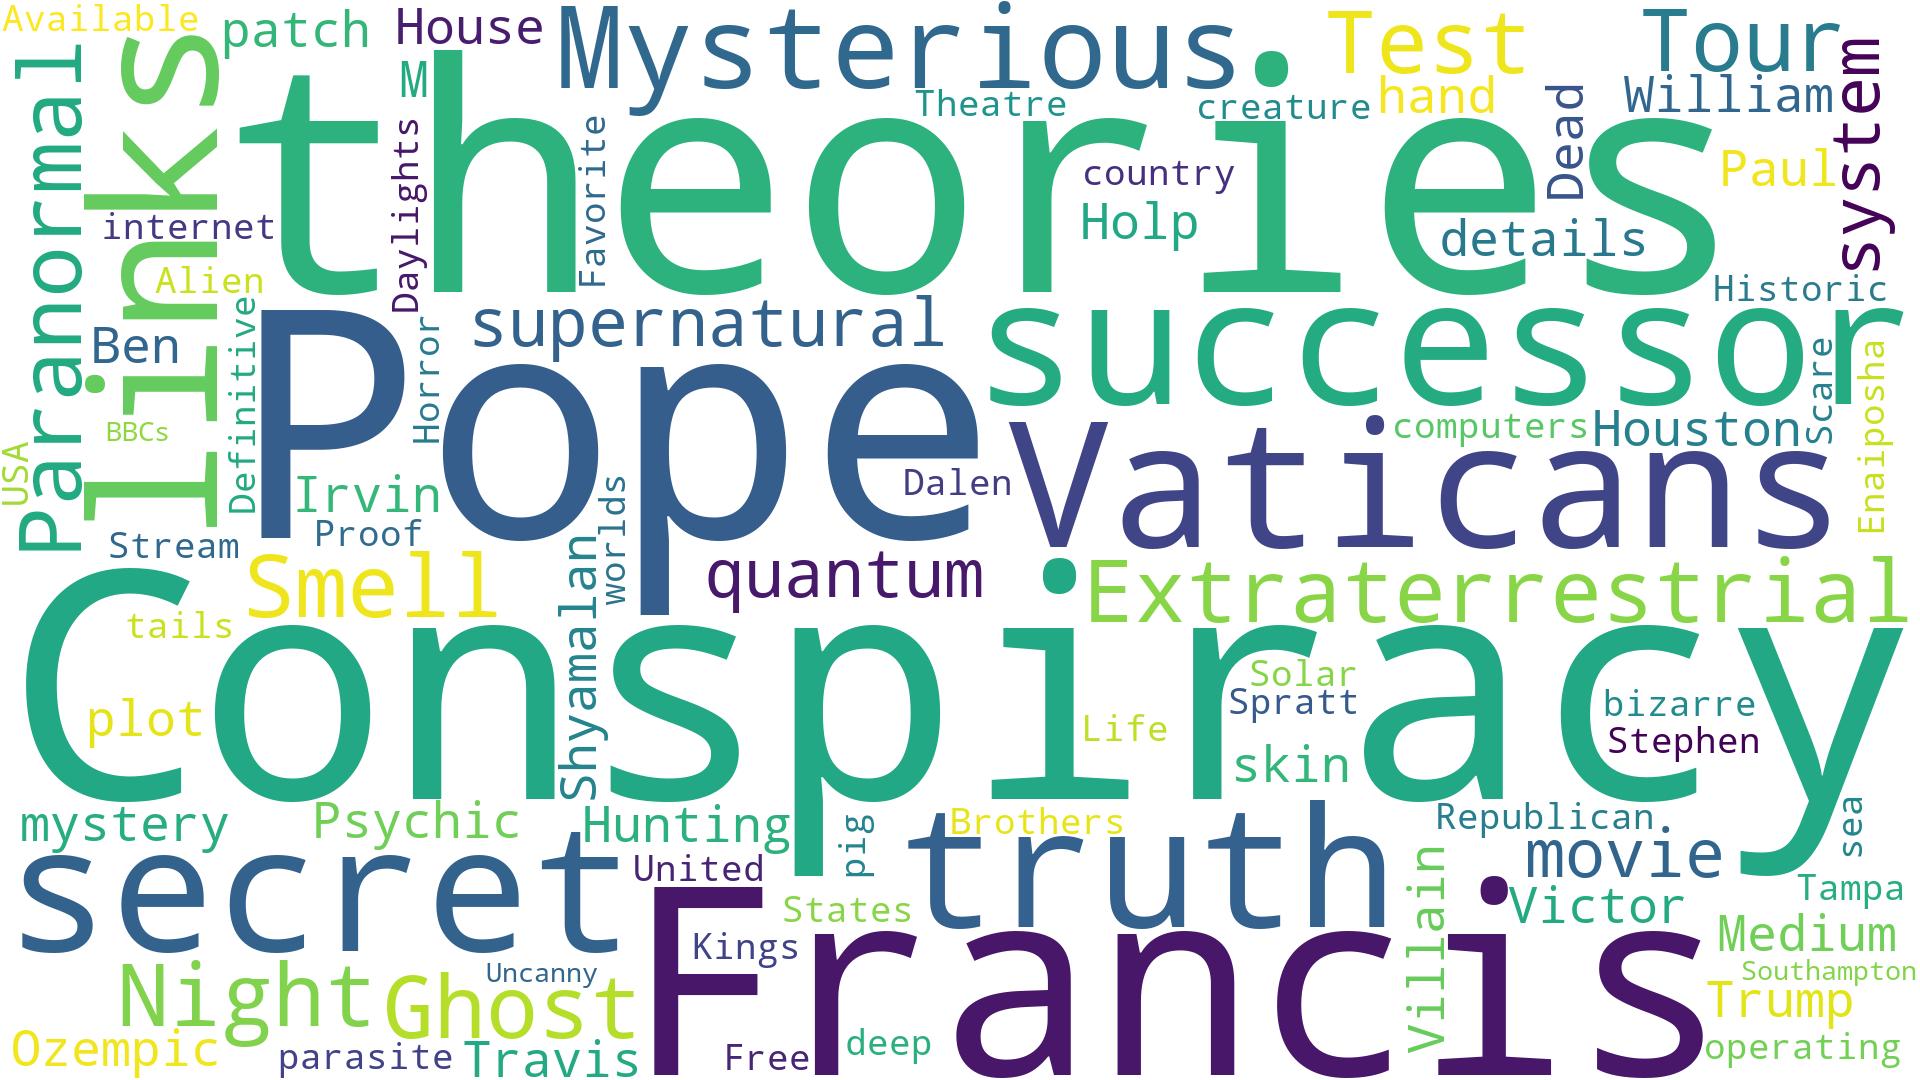 Available
patch
House
Mysterious
Test
Tour
Paranormal
links
M
theories
Theatre
creature
hand
Dead
William
system
Daylights
Favorite
country
Paul
internet
Holp
details
Alien
Historic
Ben
Definitive
Pope
supernatural
successor
Horror
Scare
Enaiposha
BBCs
USA
Irvin
Dalen
Vaticans
computers
Houston
Stream
Proof
worlds
Smell
Shyamalan
quantum
Extraterrestrial
tails
Conspiracy
plot
Solar
Spratt
Life
bizarre
Stephen
skin
mystery
Psychic
Hunting
pig
Brothers
Republican
sea
secret
United
truth
movie
States
Villain
Victor
Tampa
Kings
Francis
Medium
Night
Uncanny
Ghost
Southampton
Trump
Ozempic
parasite
Travis
Free
deep
operating